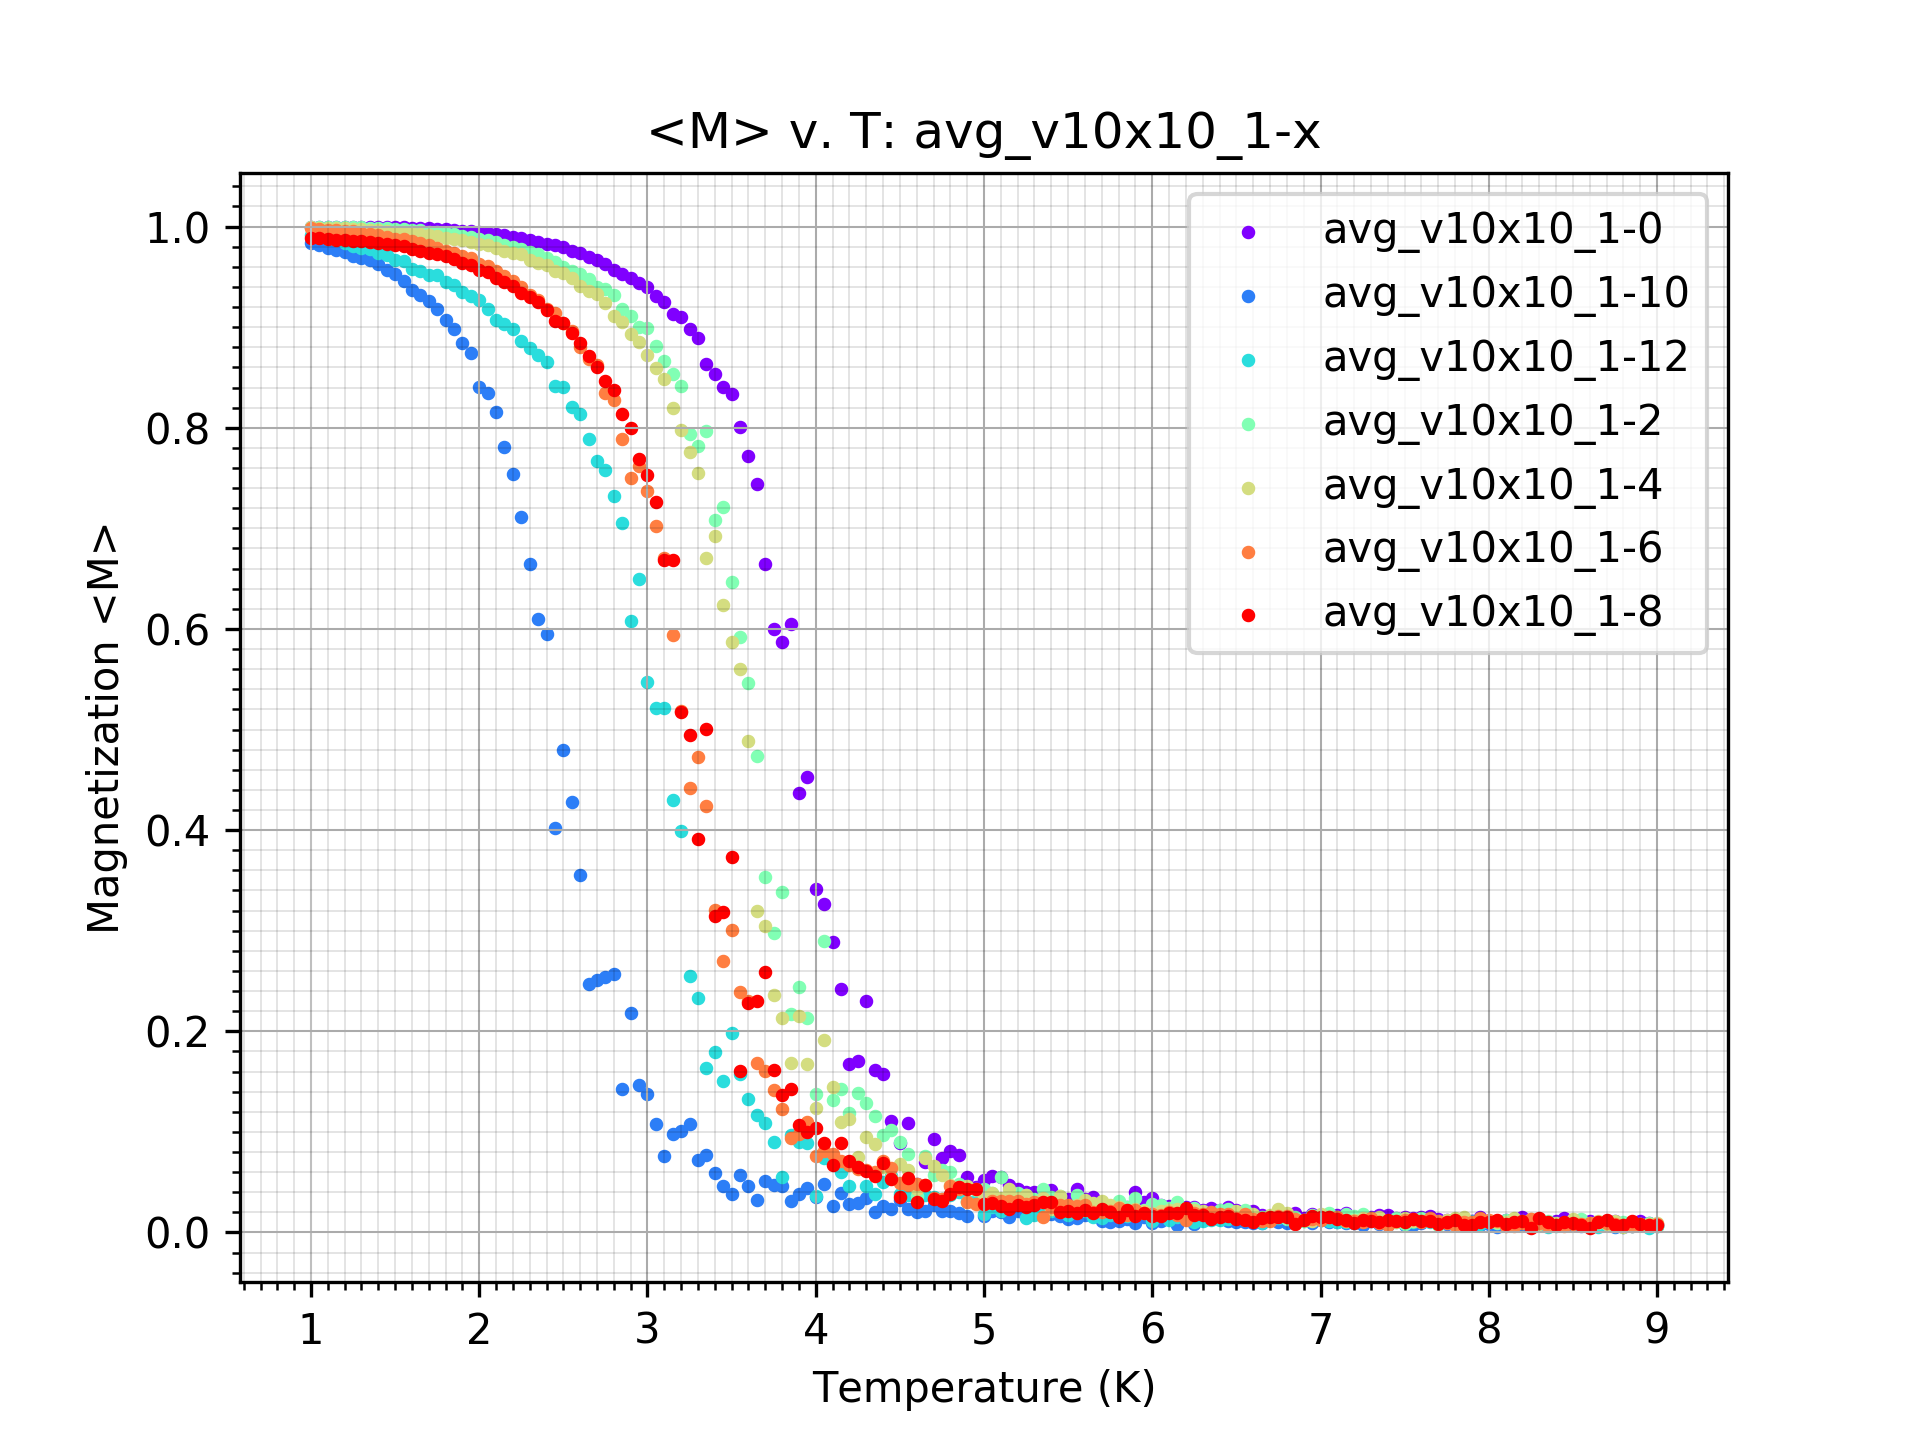 <M> v. T: avg_v10x10_1-x
avg_v10x10_1-0
avg_v10x10_1-10
avg_v10x10_1-12
avg_v10x10_1-2
avg_v10x10_1-4
avg_v10x10_1-6
avg_v10x10_1-8
Magnetization <M>
1.0
0.8
0.6
0.4
0.2
0.0
1 2 3 4 5 6 7 8 9
Temperature (K)